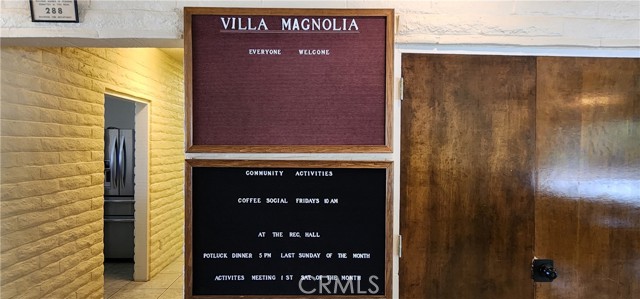 288
VILLA MAGNOLIA
EVERYONE WELCOME
COMMUNITY ACTIVITIES
COFFEE SOCIAL FRIDAYS 10 AM
AT THE REC. HALL
POTLUCK DINNER 5 PM LAST SUNDAY OF THE MONTH
ACTIVITES MEETING 1 ST SAT. OF THE MONTH
CRMLS